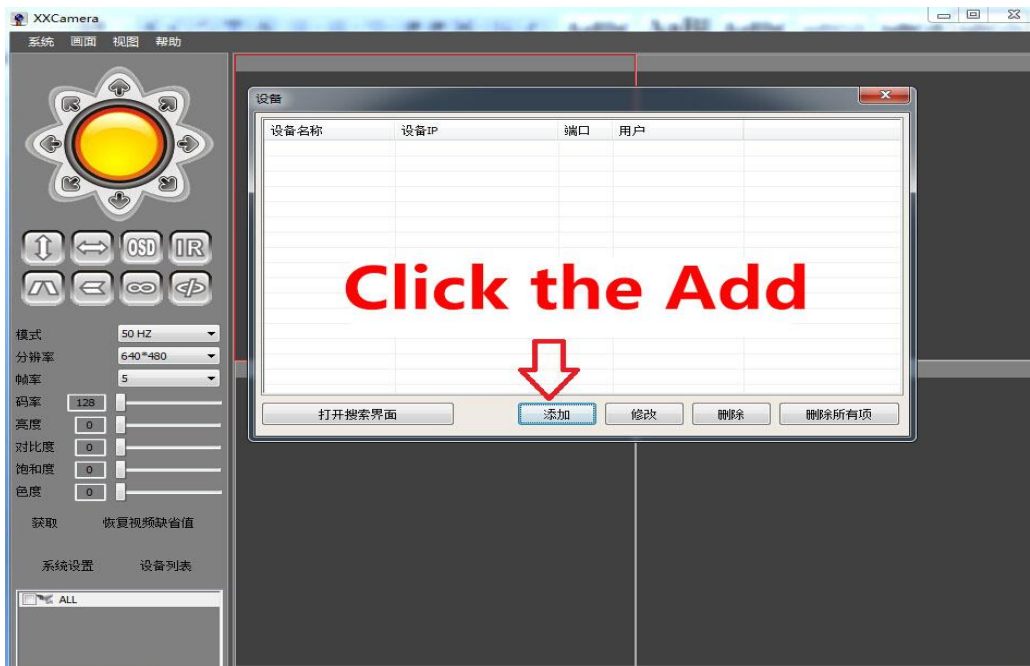 XXCamera
系统 画面 视图 帮助
设备
设备名称 设备IP 端口 用户
OSD IR
Click the Add
模式 50 HZ
分辨率 640*480
帧率 5
码率 128
亮度 0
对比度 0
饱和度 0
色度 0
打开搜索界面 添加 修改 删除 删除所有项
获取 恢复视频缺省值
系统设置 设备列表
ALL